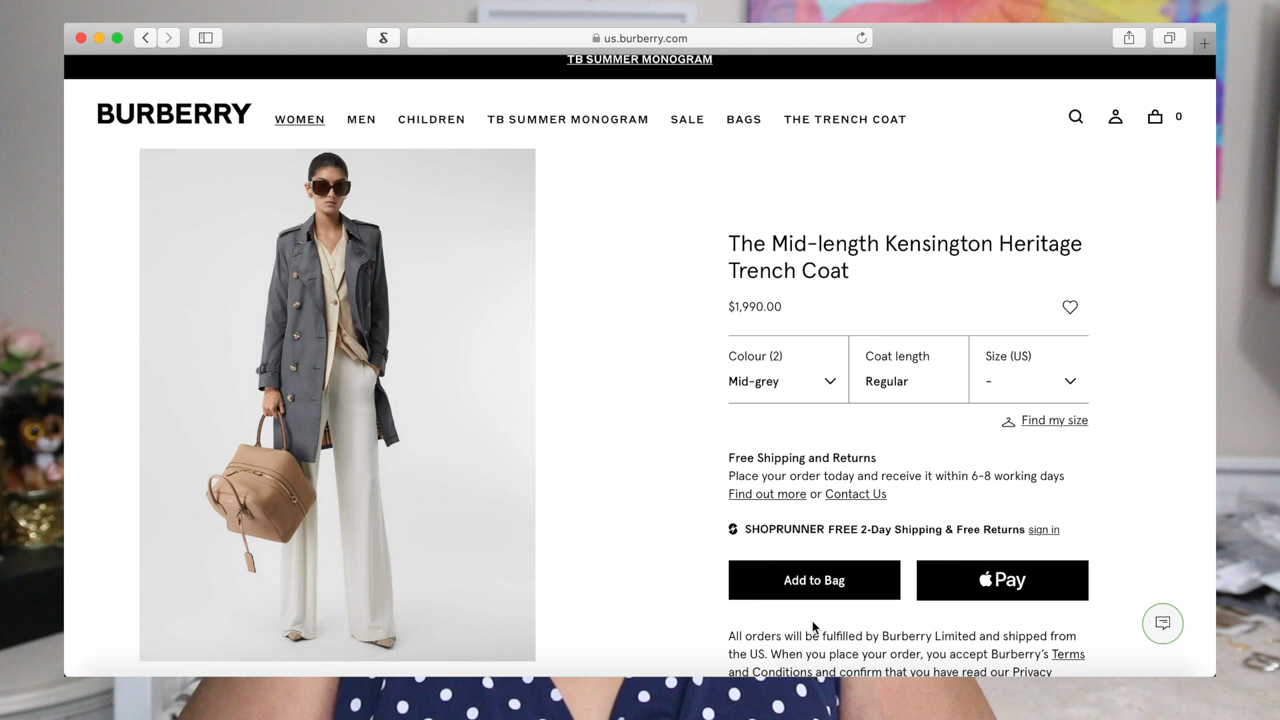 us.burberry.com
TB SUMMER MONOGRAM
BURBERRY WOMEN MEN CHILDREN TB SUMMER MONOGRAM SALE BAGS THE TRENCH COAT 0
The Mid-length Kensington Heritage
Trench Coat
$1,990.00
Colour (2) Coat length Size (US)
Mid-grey Regular -
Find my size
Free Shipping and Returns
Place your order today and receive it within 6-8 working days
Find out more or Contact Us
SHOPRUNNER FREE 2-Day Shipping & Free Returns sign in
Add to Bag Pay
All orders will be fulfilled by Burberry Limited and shipped from
the US. When you place your order, you accept Burberry’s Terms
and Conditions and confirm that you have read our Privacy